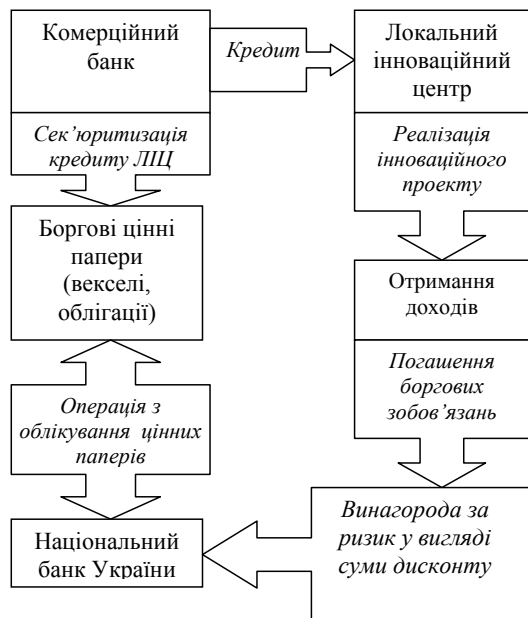 Комерційний
банк
Кредит
Локальний
інноваційний
центр
Сек’юритизація
кредиту ЛІЦ
Реалізація
інноваційного
проекту
Боргові цінні
папери
(векселі,
облігації)
Отримання
доходів
Операція з
облікування цінних
паперів
Погашення
боргових
зобов’язань
Національний
банк України
Винагорода за
ризик у вигляді
суми дисконту